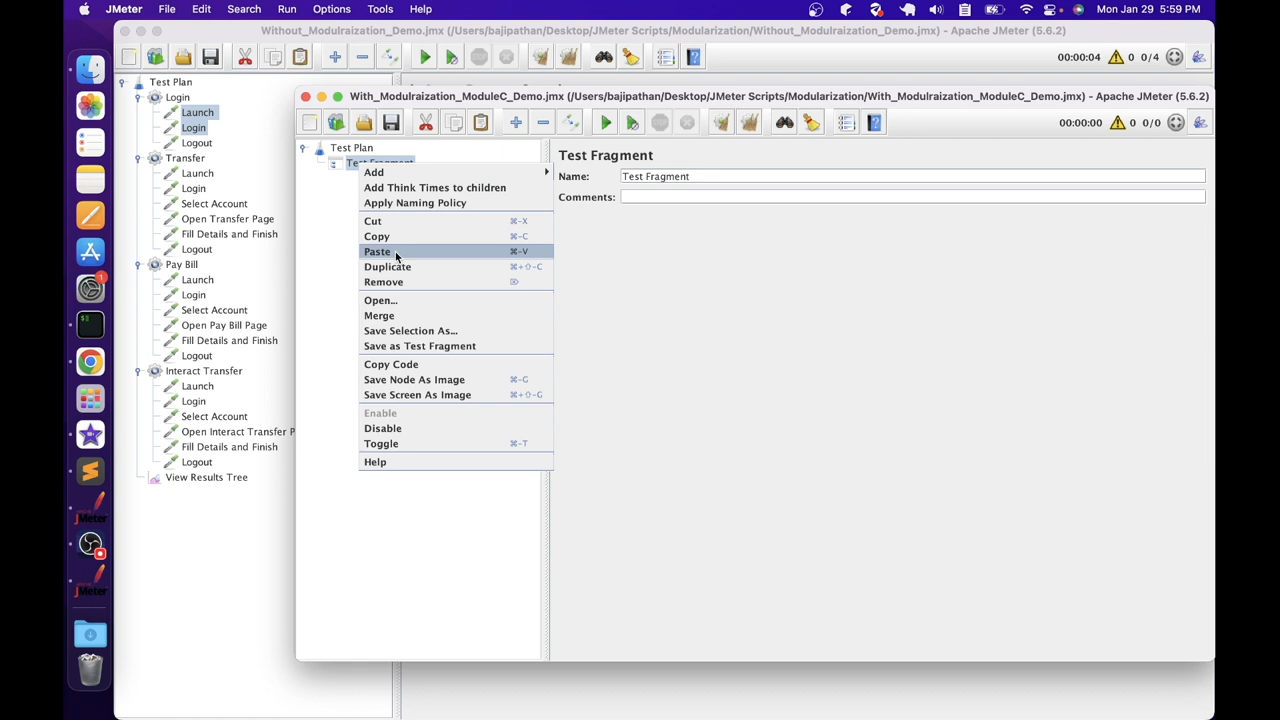 JMeter File Edit Search Run Options Tools Help
Mon Jan 29 5:59 PM
Without_Modulraization_Demo.jmx (/Users/bajipathan/Desktop/JMeter Scripts/Modularization/Without_Modulraization_Demo.jmx) - Apache JMeter (5.6.2)
00:00:04 0 0/4
Test Plan
Login
Launch
Login
Logout
Transfer
Launch
Login
Select Account
Open Transfer Page
Fill Details and Finish
Logout
Pay Bill
Launch
Login
Select Account
Open Pay Bill Page
Fill Details and Finish
Logout
Interact Transfer
Launch
Login
Select Account
Open Interact Transfer P
Fill Details and Finish
Logout
View Results Tree
With_Modulraization_ModuleC_Demo.jmx (/Users/bajipathan/Desktop/JMeter Scripts/Modularization/With_Modulraization_ModuleC_Demo.jmx) - Apache JMeter (5.6.2)
00:00:00 0 0/0
Test Plan
Test Fragment
Add
Add Think Times to children
Apply Naming Policy
Cut ⌘-X
Copy ⌘-C
Paste ⌘-V
Duplicate ⌘+⇧-C
Remove ⌦
Open...
Merge
Save Selection As...
Save as Test Fragment
Copy Code
Save Node As Image ⌘-G
Save Screen As Image ⌘+⇧-G
Enable
Disable
Toggle ⌘-T
Help
Test Fragment
Name: Test Fragment
Comments:
1
JMeter
JMeter